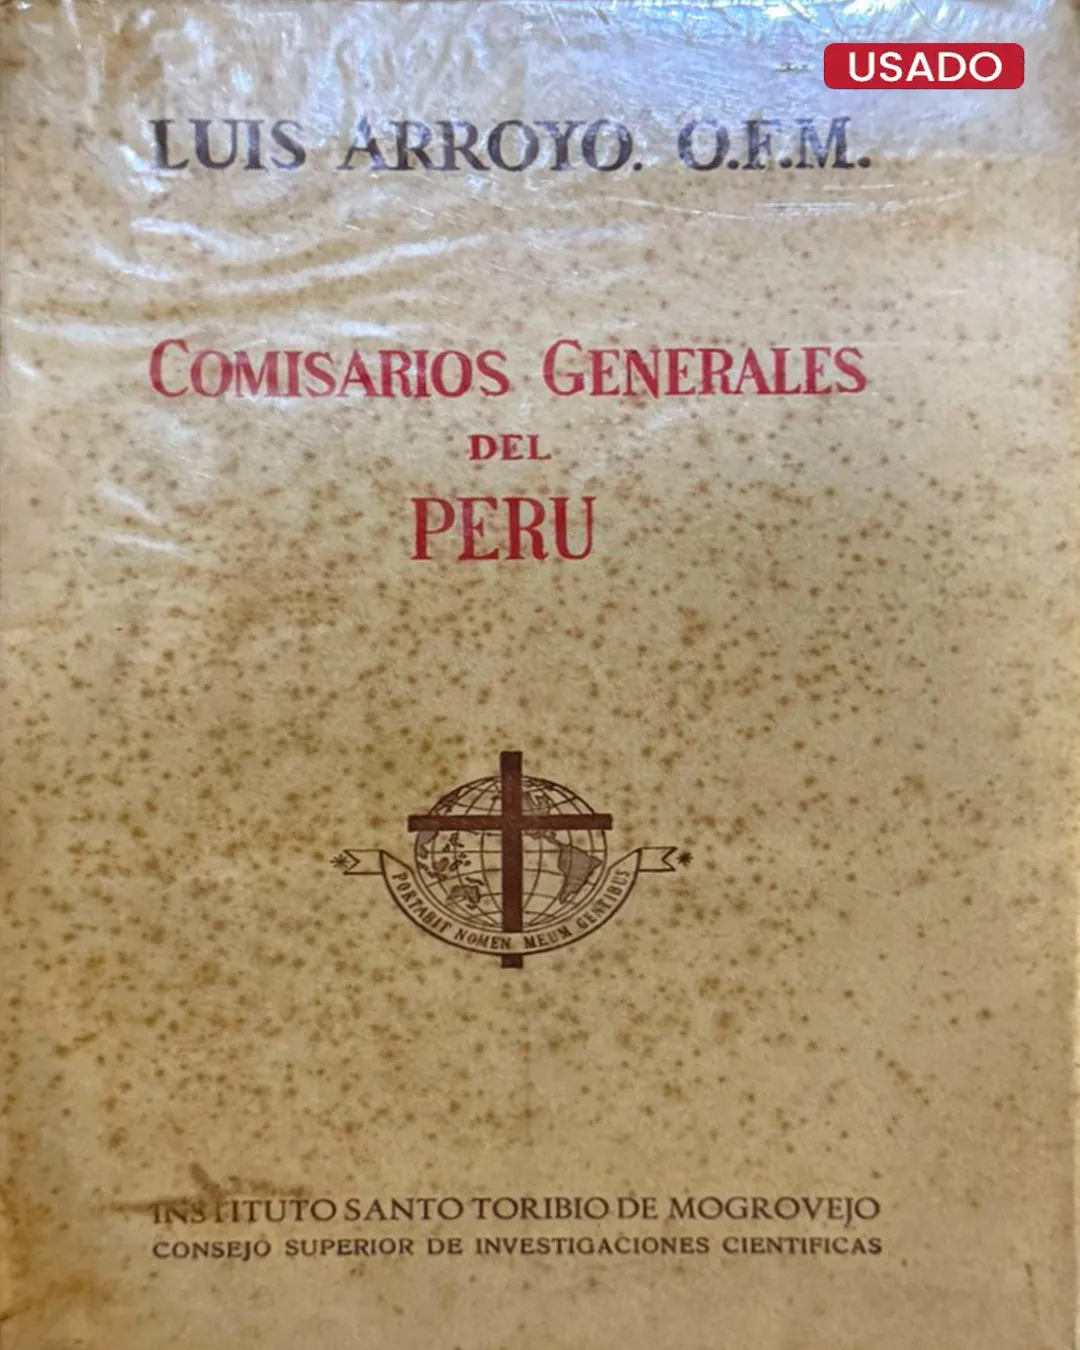 USADO
LUIS ARROYO. O.F.M.
COMISARIOS GENERALES
DEL
PERU
PORTABIT NOMEN MEUM GENTIBUS
INSTITUTO SANTO TORIBIO DE MOGROVEJO
CONSEJO SUPERIOR DE INVESTIGACIONES CIENTIFICAS